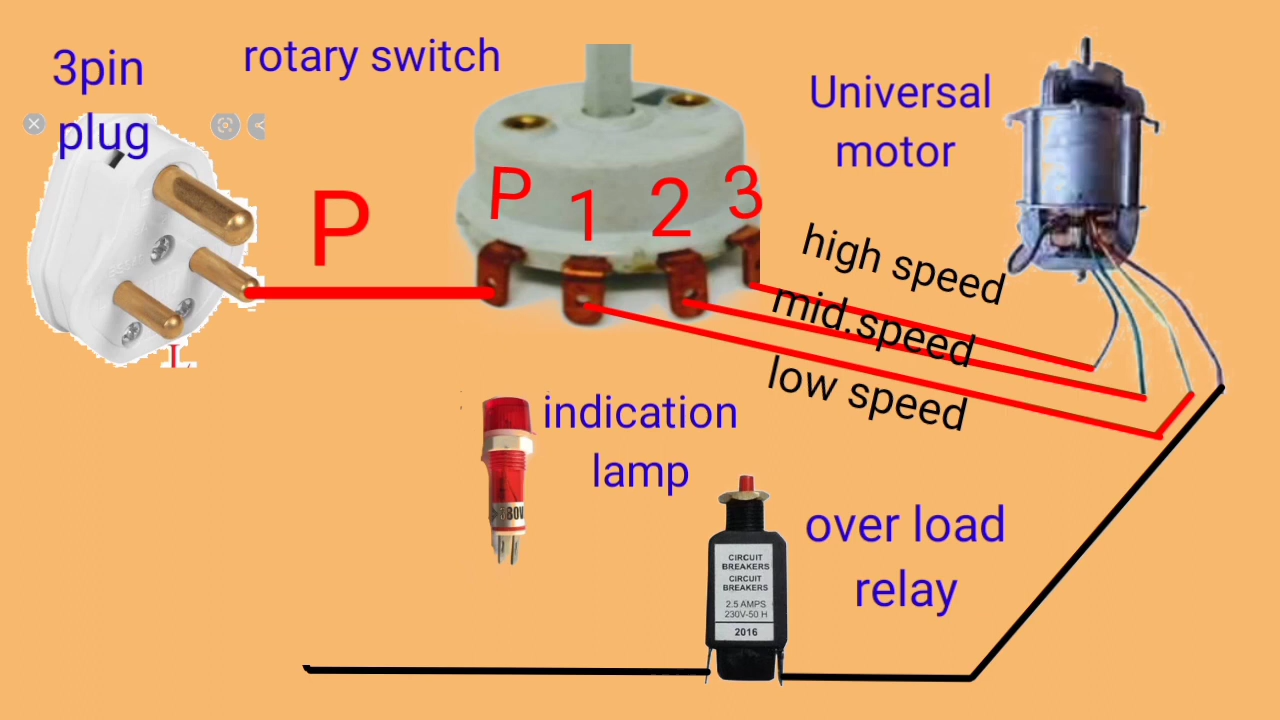 3pin
plug
rotary switch
Universal
motor
P
P 1 2 3
high speed
mid.speed
low speed
L
indication
lamp
380V
over load
relay
CIRCUIT
BREAKERS
CIRCUIT
BREAKERS
2.5 AMPS
230V-50 H
2016